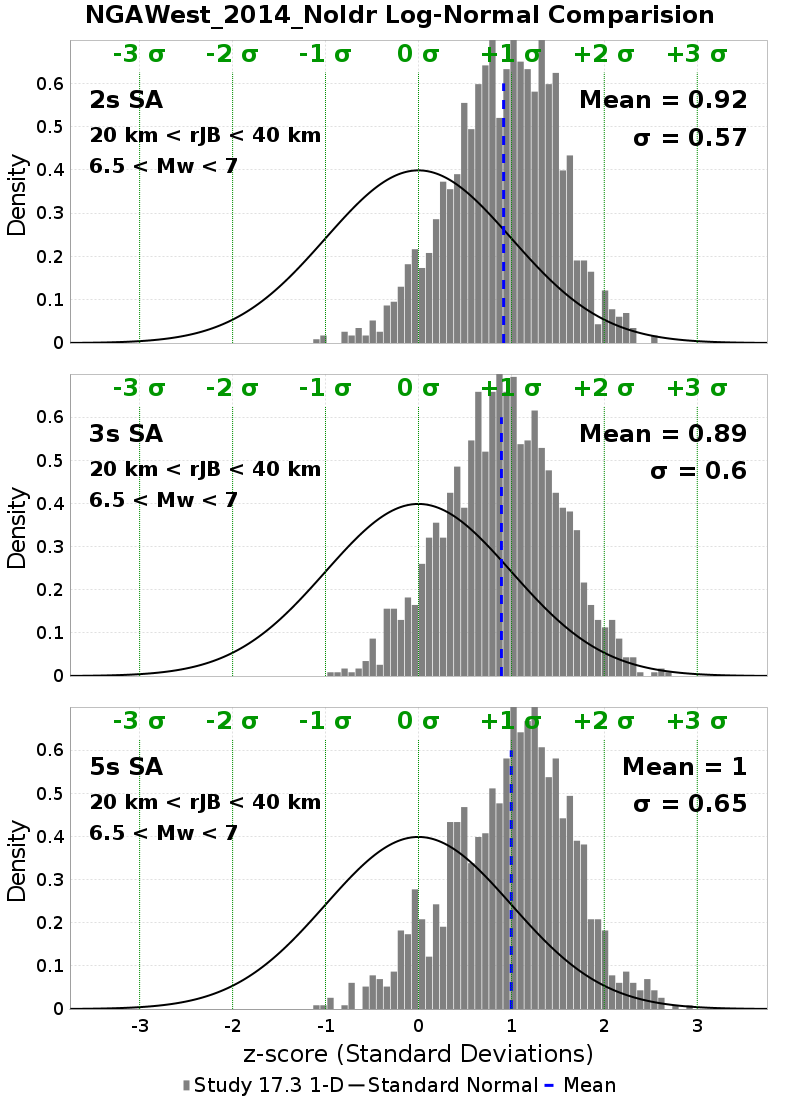 NGAWest_2014_NoIdr Log-Normal Comparision
-3 σ -2 σ -1 σ 0 σ +1 σ +2 σ +3 σ
2s SA
Mean = 0.92
20 km < rJB < 40 km
σ = 0.57
6.5 < Mw < 7
0.6
0.5
0.4
0.3
0.2
0.1
0
Density
-3 σ -2 σ -1 σ 0 σ +1 σ +2 σ +3 σ
3s SA
Mean = 0.89
20 km < rJB < 40 km
σ = 0.6
6.5 < Mw < 7
0.6
0.5
0.4
0.3
0.2
0.1
0
Density
-3 σ -2 σ -1 σ 0 σ +1 σ +2 σ +3 σ
5s SA
Mean = 1
20 km < rJB < 40 km
σ = 0.65
6.5 < Mw < 7
0.6
0.5
0.4
0.3
0.2
0.1
0
Density
-3 -2 -1 0 1 2 3
z-score (Standard Deviations)
Study 17.3 1-D Standard Normal Mean